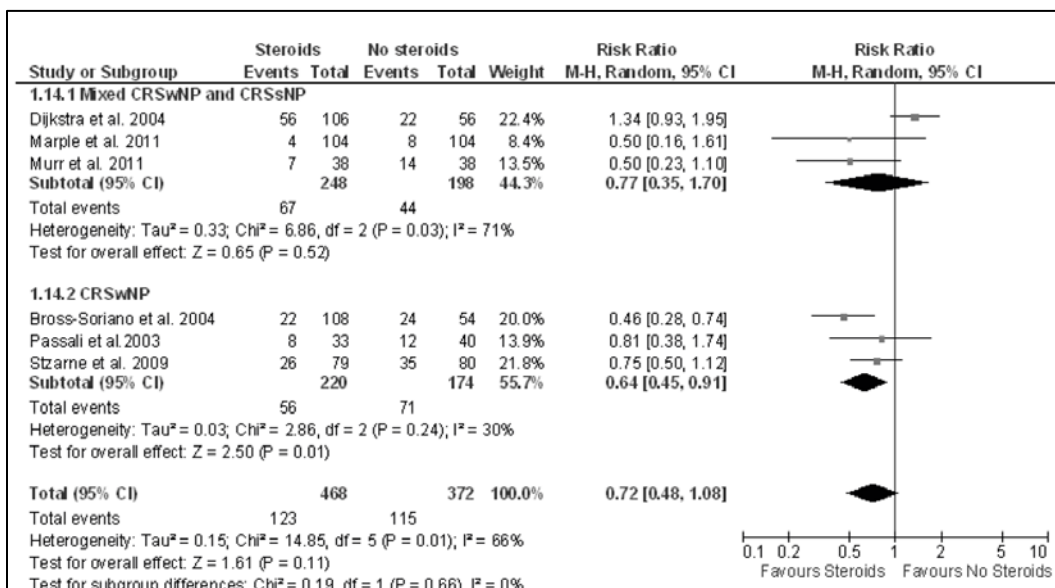 Steroids No steroids Risk Ratio Risk Ratio
Study or Subgroup Events Total Events Total Weight M-H, Random, 95% CI M-H, Random, 95% CI
1.14.1 Mixed CRSwNP and CRSsNP
Dijkstra et al. 2004 56 106 22 56 22.4% 1.34 [0.93, 1.95]
Marple et al. 2011 4 104 8 104 8.4% 0.50 [0.16, 1.61]
Murr et al. 2011 7 38 14 38 13.5% 0.50 [0.23, 1.10]
Subtotal (95% CI) 248 198 44.3% 0.77 [0.35, 1.70]
Total events 67 44
Heterogeneity: Tau² = 0.33; Chi² = 6.86, df = 2 (P = 0.03); I² = 71%
Test for overall effect: Z = 0.65 (P = 0.52)
1.14.2 CRSwNP
Bross-Soriano et al. 2004 22 108 24 54 20.0% 0.46 [0.28, 0.74]
Passali et al.2003 8 33 12 40 13.9% 0.81 [0.38, 1.74]
Stzarne et al. 2009 26 79 35 80 21.8% 0.75 [0.50, 1.12]
Subtotal (95% CI) 220 174 55.7% 0.64 [0.45, 0.91]
Total events 56 71
Heterogeneity: Tau² = 0.03; Chi² = 2.86, df = 2 (P = 0.24); I² = 30%
Test for overall effect: Z = 2.50 (P = 0.01)
Total (95% CI) 468 372 100.0% 0.72 [0.48, 1.08]
Total events 123 115
Heterogeneity: Tau² = 0.15; Chi² = 14.85, df = 5 (P = 0.01); I² = 66%
Test for overall effect: Z = 1.61 (P = 0.11)
Test for subgroup differences: Chi² = 0.19, df = 1 (P = 0.66), I² = 0%
0.1 0.2 0.5 1 2 5 10
Favours Steroids Favours No Steroids